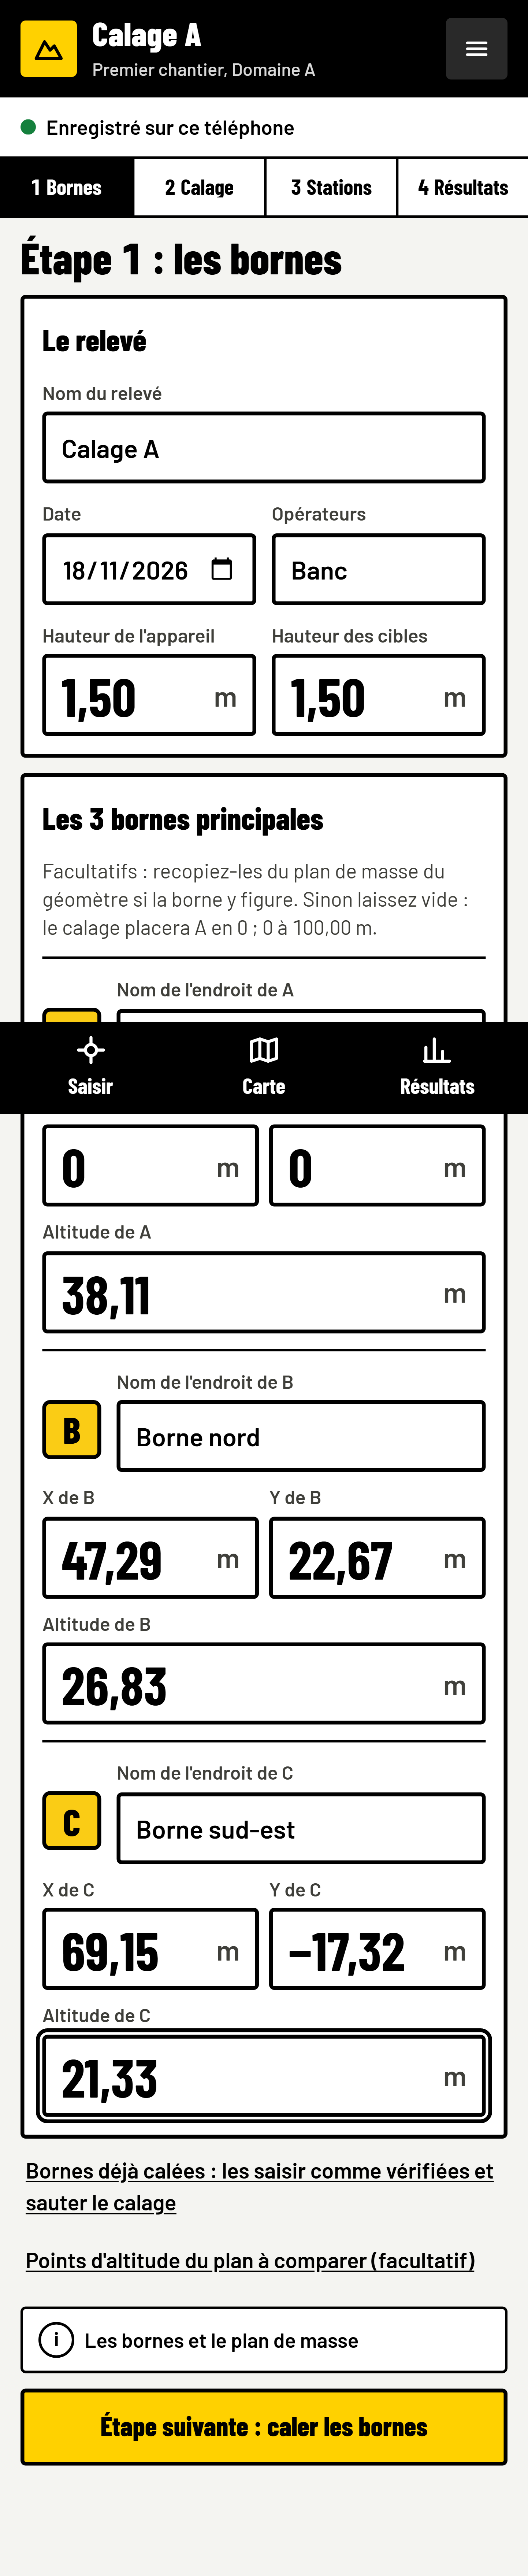 Calage A
Premier chantier, Domaine A
Enregistré sur ce téléphone
1 Bornes
2 Calage
3 Stations
4 Résultats
Étape 1 : les bornes
Le relevé
Nom du relevé
Calage A
Date
Opérateurs
18/11/2026
Banc
Hauteur de l'appareil
Hauteur des cibles
1,50 m
1,50 m
Les 3 bornes principales
Facultatifs : recopiez-les du plan de masse du
géomètre si la borne y figure. Sinon laissez vide :
le calage placera A en 0 ; 0 à 100,00 m.
Nom de l'endroit de A
Saisir
Carte
Résultats
0 m
0 m
Altitude de A
38,11 m
Nom de l'endroit de B
B
Borne nord
X de B
Y de B
47,29 m
22,67 m
Altitude de B
26,83 m
Nom de l'endroit de C
C
Borne sud-est
X de C
Y de C
69,15 m
−17,32 m
Altitude de C
21,33 m
Bornes déjà calées : les saisir comme vérifiées et
sauter le calage
Points d'altitude du plan à comparer (facultatif)
i Les bornes et le plan de masse
Étape suivante : caler les bornes